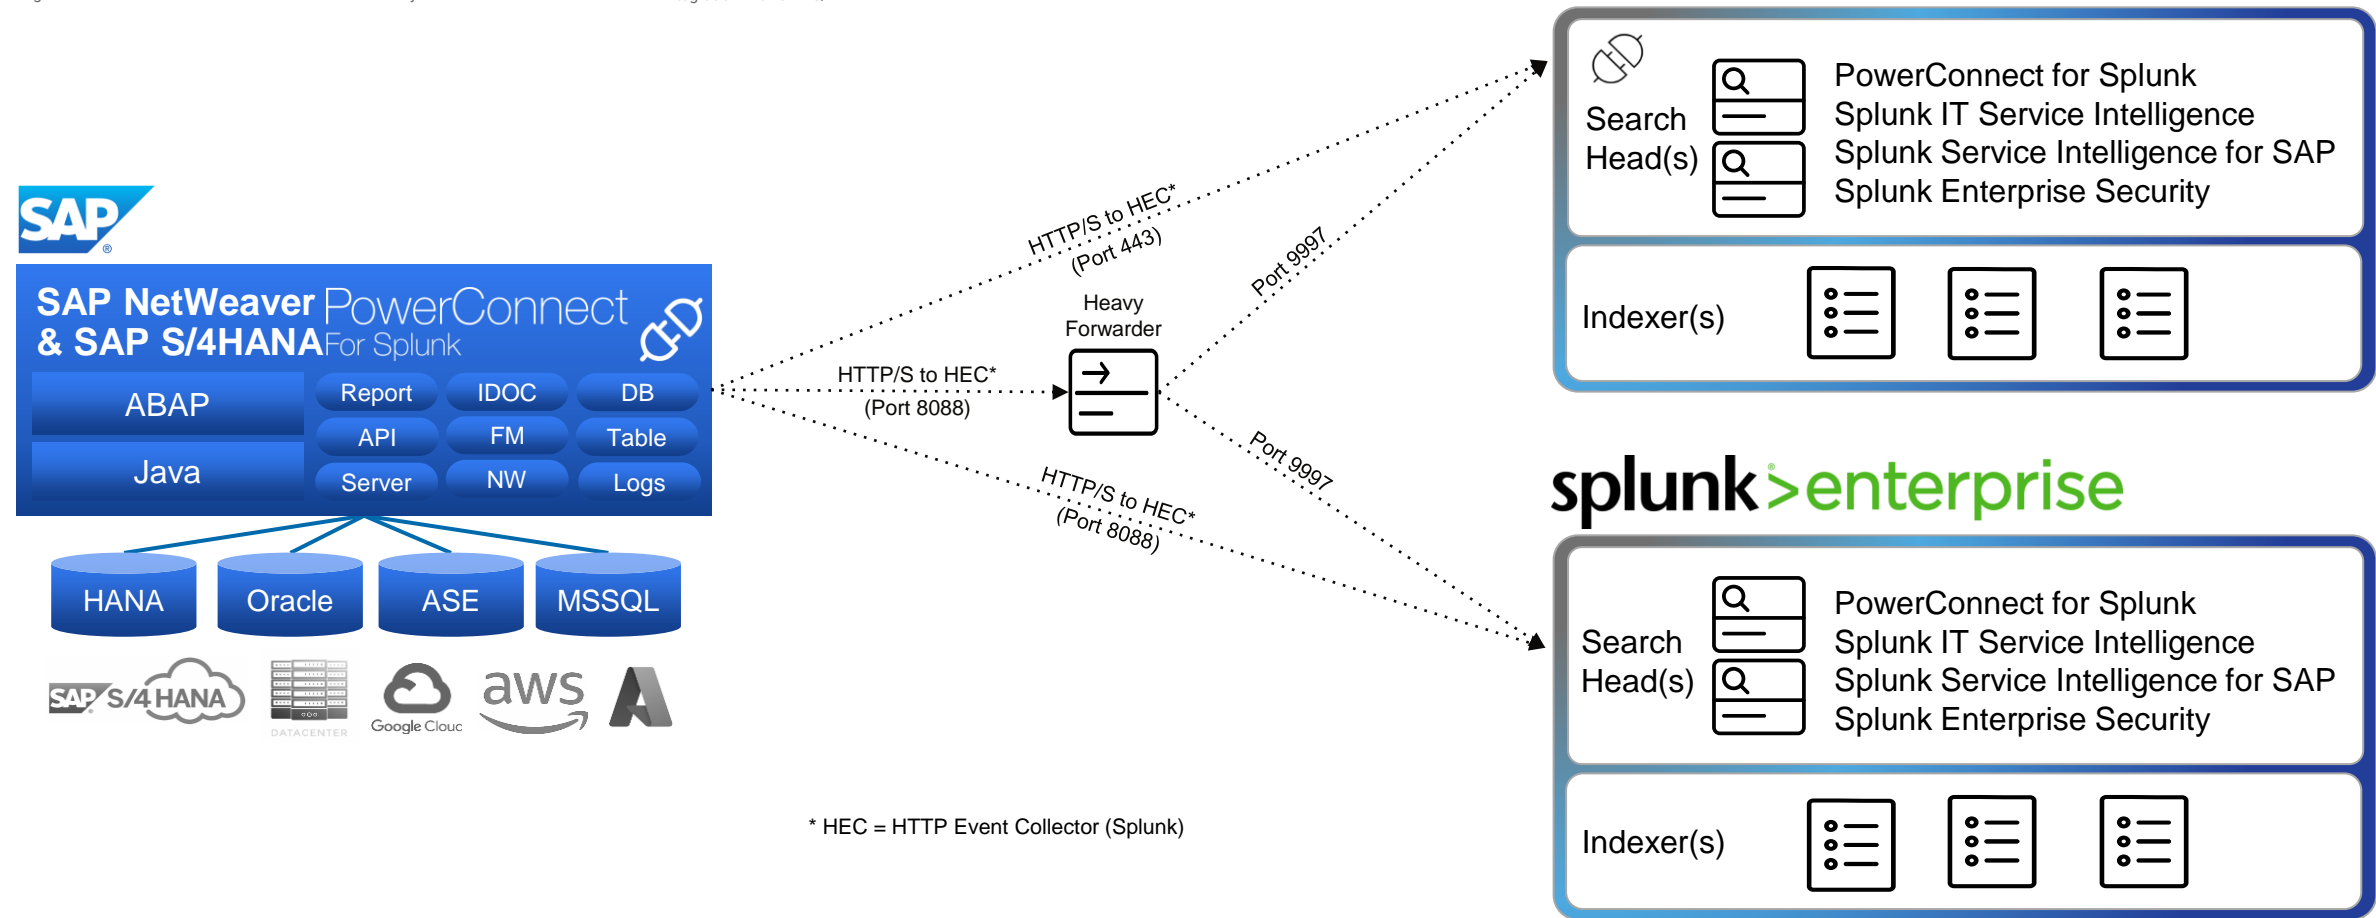 SAP
SAP NetWeaver
& SAP S/4HANA
PowerConnect
For Splunk
ABAP
Java
Report
IDOC
DB
API
FM
Table
Server
NW
Logs
HANA
Oracle
ASE
MSSQL
SAP S/4HANA
DATACENTER
Google Cloud
aws
HTTP/S to HEC*
(Port 443)
HTTP/S to HEC*
(Port 8088)
HTTP/S to HEC*
(Port 8088)
Heavy
Forwarder
Port 9997
Port 9997
* HEC = HTTP Event Collector (Splunk)
Search
Head(s)
PowerConnect for Splunk
Splunk IT Service Intelligence
Splunk Service Intelligence for SAP
Splunk Enterprise Security
Indexer(s)
splunk>enterprise
Search
Head(s)
PowerConnect for Splunk
Splunk IT Service Intelligence
Splunk Service Intelligence for SAP
Splunk Enterprise Security
Indexer(s)